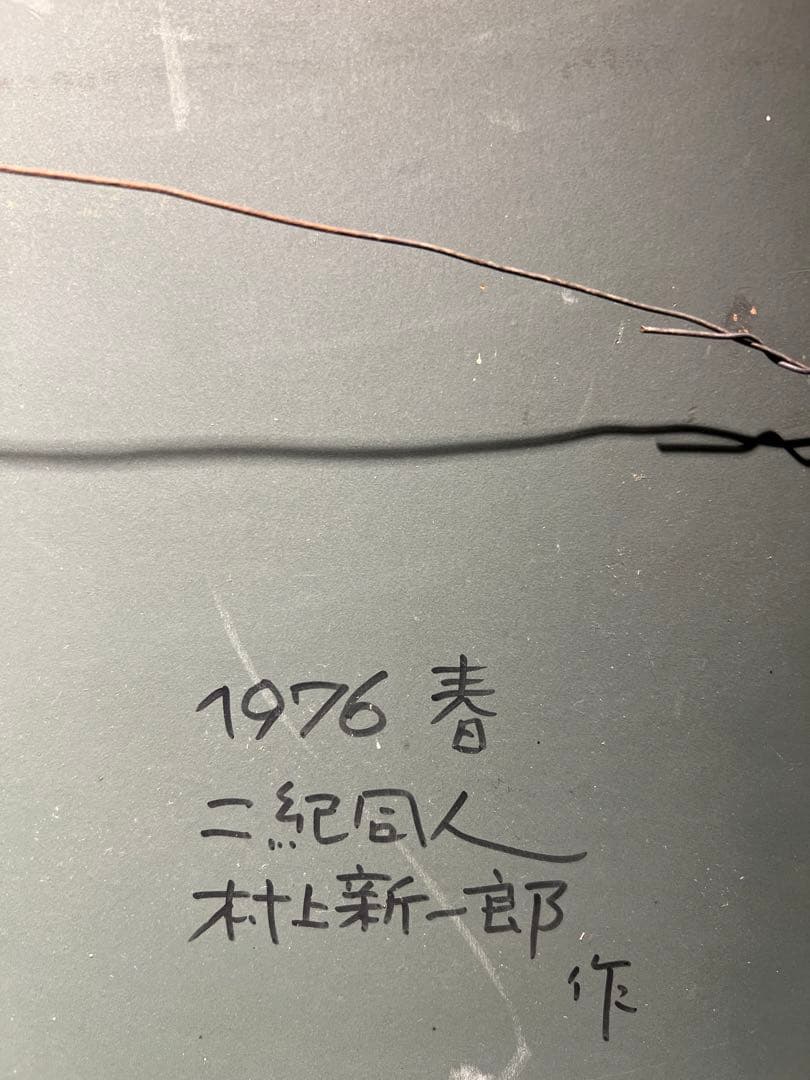 1976 春
二紀同人
村上新一郎
作